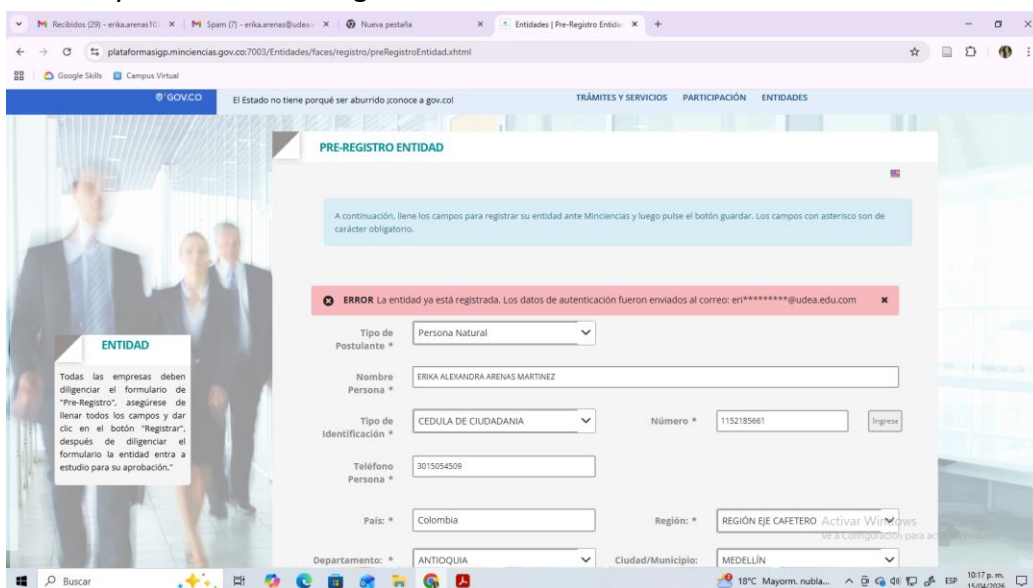 Recibidos (29) - erika.arenas10
Spam (7) - erika.arenas@udea.e
Nueva pestaña
Entidades | Pre-Registro Entida
plataformasigp.minciencias.gov.co:7003/Entidades/faces/registro/preRegistroEntidad.xhtml
Google Skills
Campus Virtual
GOV.CO
El Estado no tiene porqué ser aburrido ¡conoce a gov.co!
TRÁMITES Y SERVICIOS PARTICIPACIÓN ENTIDADES
PRE-REGISTRO ENTIDAD
A continuación, llene los campos para registrar su entidad ante Minciencias y luego pulse el botón guardar. Los campos con asterisco son de
carácter obligatorio.
ERROR La entidad ya está registrada. Los datos de autenticación fueron enviados al correo: eri*********@udea.edu.com
Tipo de
Postulante *
Persona Natural
ENTIDAD
Todas las empresas deben
diligenciar el formulario de
"Pre-Registro", asegúrese de
llenar todos los campos y dar
clic en el botón "Registrar",
después de diligenciar el
formulario la entidad entra a
estudio para su aprobación."
Nombre
Persona *
ERIKA ALEXANDRA ARENAS MARTINEZ
Tipo de
Identificación *
CEDULA DE CIUDADANIA
Número *
1152185661
Ingrese
Teléfono
Persona *
3015054509
País: *
Colombia
Región: *
REGIÓN EJE CAFETERO
Activar Windows
Ve a Configuración para
Departamento: *
ANTIOQUIA
Ciudad/Municipio:
MEDELLÍN
Buscar
18°C Mayorm. nubla...
ESP
10:17 p. m.
15/04/2026